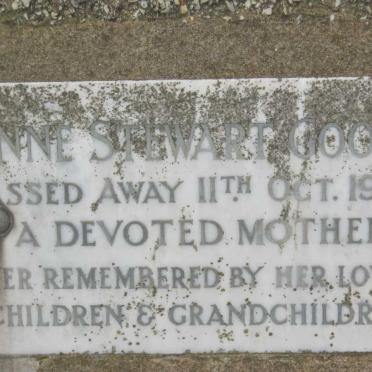 NNE STEWART GOO
ASSED AWAY 11TH OCT. 19
A DEVOTED MOTHE
ER REMEMBERED BY HER LO
CHILDREN & GRANDCHILDR